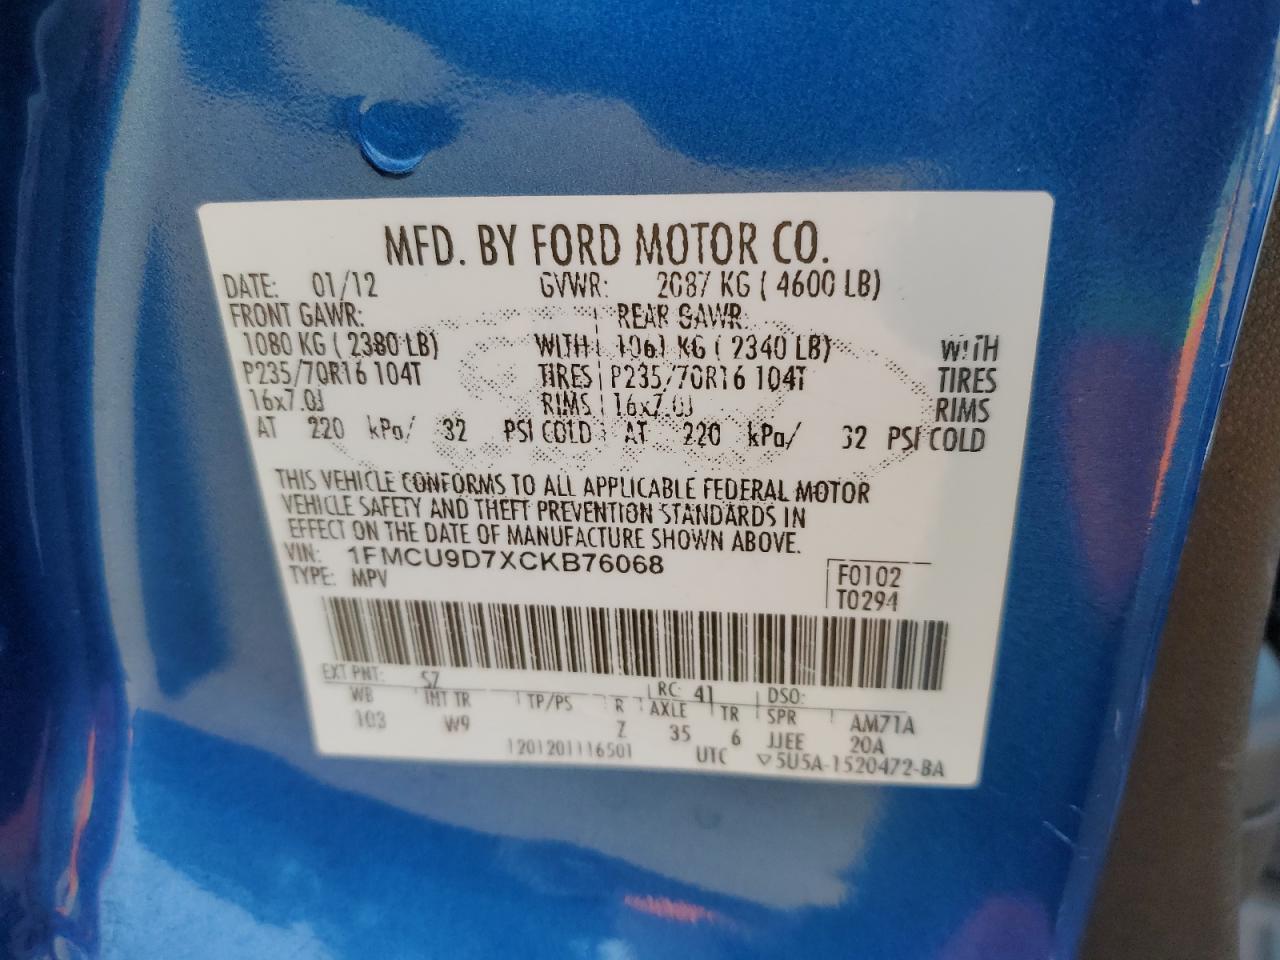 MFD. BY FORD MOTOR CO.
DATE: 01/12 GVWR: 2087 KG ( 4600 LB)
FRONT GAWR: REAR GAWR:
1080 KG ( 2380 LB) WITH 1061 KG ( 2340 LB) WITH
P235/70R16 104T TIRES P235/70R16 104T TIRES
16x7.0J RIMS 16x7.0J RIMS
AT 220 kPa/ 32 PSI COLD AT 220 kPa/ 32 PSI COLD
THIS VEHICLE CONFORMS TO ALL APPLICABLE FEDERAL MOTOR
VEHICLE SAFETY AND THEFT PREVENTION STANDARDS IN
EFFECT ON THE DATE OF MANUFACTURE SHOWN ABOVE.
VIN: 1FMCU9D7XCKB76068
TYPE: MPV
F0102
T0294
EXT PNT: SZ RC: 41 DSO:
WB INT TR TP/PS R AXLE TR SPR AM71A
103 W9 Z 35 6 JJEE 20A
1201201116501 UTC ▽5U5A-1520472-BA